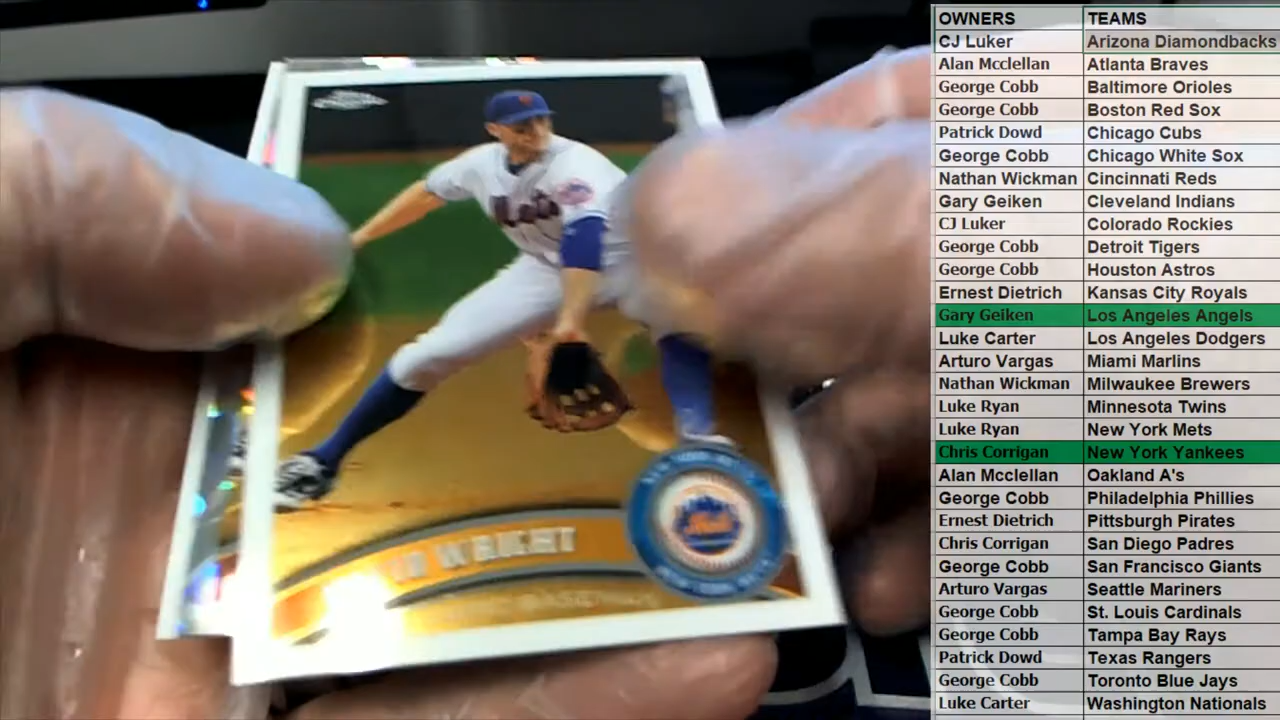 OWNERS TEAMS
CJ Luker Arizona Diamondbacks
Alan Mcclellan Atlanta Braves
George Cobb Baltimore Orioles
George Cobb Boston Red Sox
Patrick Dowd Chicago Cubs
George Cobb Chicago White Sox
Nathan Wickman Cincinnati Reds
Gary Geiken Cleveland Indians
CJ Luker Colorado Rockies
George Cobb Detroit Tigers
George Cobb Houston Astros
Ernest Dietrich Kansas City Royals
Gary Geiken Los Angeles Angels
Luke Carter Los Angeles Dodgers
Arturo Vargas Miami Marlins
Nathan Wickman Milwaukee Brewers
Luke Ryan Minnesota Twins
Luke Ryan New York Mets
Chris Corrigan New York Yankees
Alan Mcclellan Oakland A's
George Cobb Philadelphia Phillies
Ernest Dietrich Pittsburgh Pirates
Chris Corrigan San Diego Padres
George Cobb San Francisco Giants
Arturo Vargas Seattle Mariners
George Cobb St. Louis Cardinals
George Cobb Tampa Bay Rays
Patrick Dowd Texas Rangers
George Cobb Toronto Blue Jays
Luke Carter Washington Nationals
Mets
WRIGHT
Mets